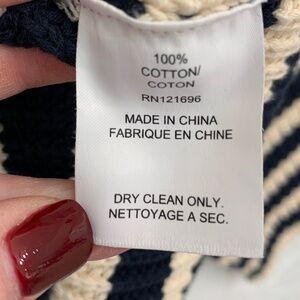 100%
COTTON/
COTON
RN121696
MADE IN CHINA
FABRIQUE EN CHINE
DRY CLEAN ONLY.
NETTOYAGE A SEC.